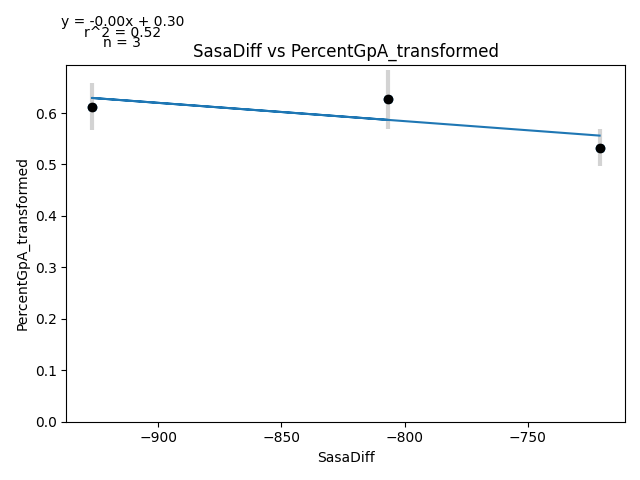 y = -0.00x + 0.30
r^2 = 0.52
n = 3
SasaDiff vs PercentGpA_transformed
PercentGpA_transformed
0.6
0.5
0.4
0.3
0.2
0.1
0.0
−900
−850
−800
−750
SasaDiff